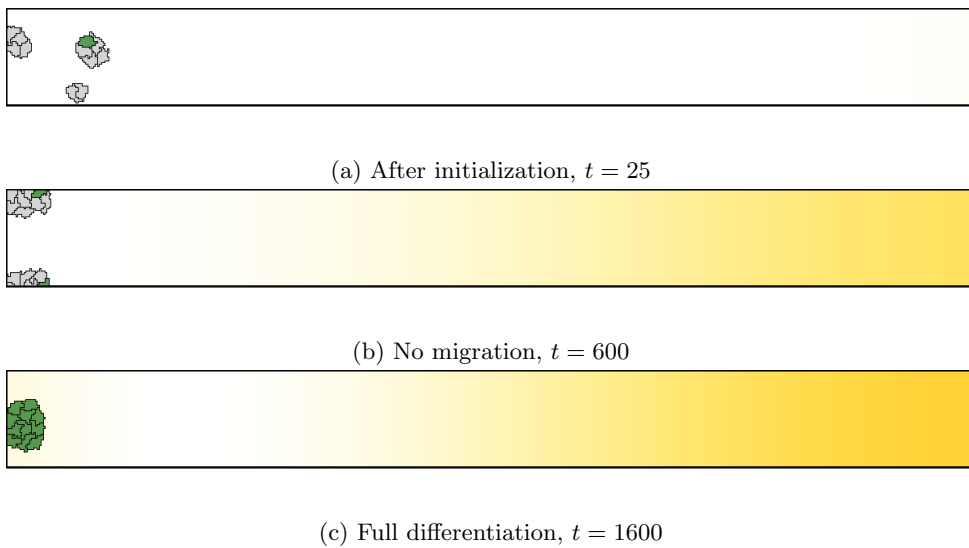 (a) After initialization, t = 25
(b) No migration, t = 600
(c) Full differentiation, t = 1600